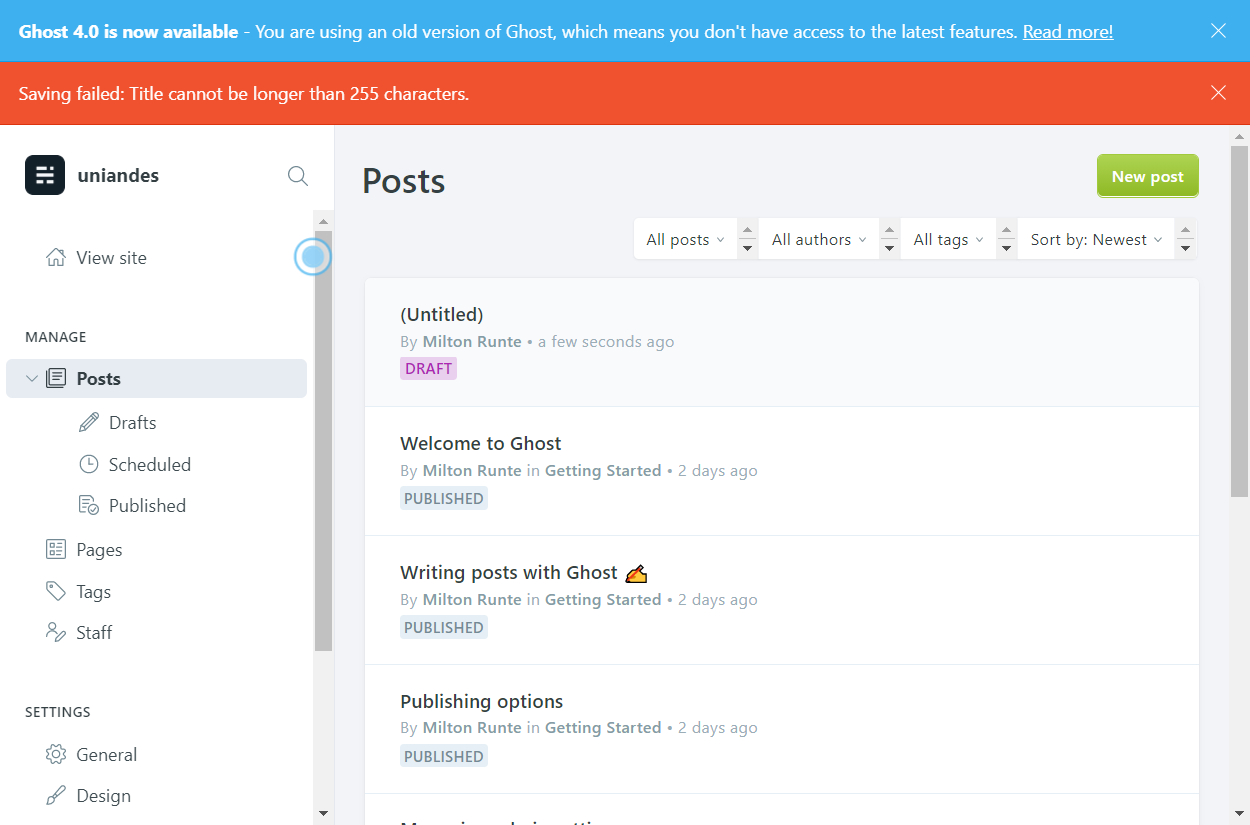 Ghost 4.0 is now available - You are using an old version of Ghost, which means you don't have access to the latest features. Read more!
Saving failed: Title cannot be longer than 255 characters.
uniandes
View site
MANAGE
Posts
Drafts
Scheduled
Published
Pages
Tags
Staff
SETTINGS
General
Design
Posts
New post
All posts
All authors
All tags
Sort by: Newest
(Untitled)
By Milton Runte • a few seconds ago
DRAFT
Welcome to Ghost
By Milton Runte in Getting Started • 2 days ago
PUBLISHED
Writing posts with Ghost ✍️
By Milton Runte in Getting Started • 2 days ago
PUBLISHED
Publishing options
By Milton Runte in Getting Started • 2 days ago
PUBLISHED